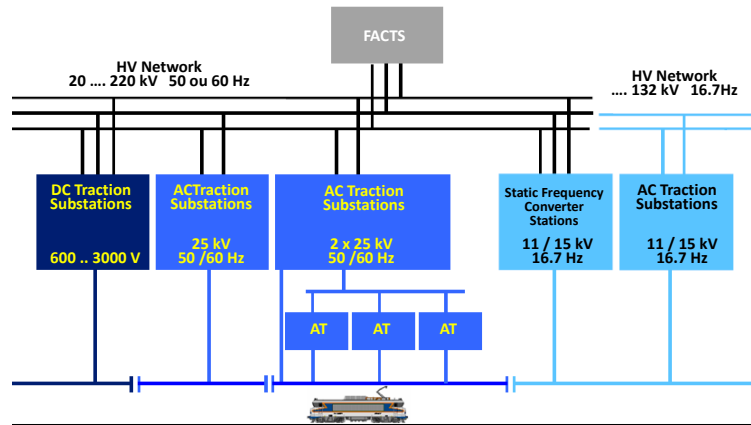 FACTS
HV Network
20 .... 220 kV 50 ou 60 Hz
HV Network
.... 132 kV 16.7Hz
DC Traction
Substations
600 .. 3000 V
ACTraction
Substations
25 kV
50 /60 Hz
AC Traction
Substations
2 x 25 kV
50 /60 Hz
Static Frequency
Converter
Stations
11 / 15 kV
16.7 Hz
AC Traction
Substations
11 / 15 kV
16.7 Hz
AT
AT
AT